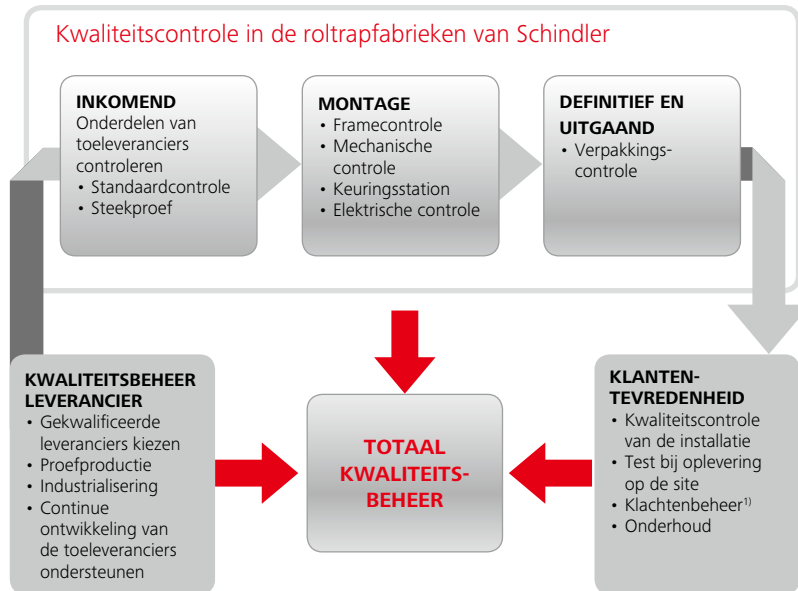 Kwaliteitscontrole in de roltrapfabrieken van Schindler
INKOMEND
Onderdelen van
toeleveranciers
controleren
• Standaardcontrole
• Steekproef
MONTAGE
• Framecontrole
• Mechanische
controle
• Keuringsstation
• Elektrische controle
DEFINITIEF EN
UITGAAND
• Verpakkings-
controle
KWALITEITSBEHEER
LEVERANCIER
• Gekwalificeerde
leveranciers kiezen
• Proefproductie
• Industrialisering
• Continue
ontwikkeling van
de toeleveranciers
ondersteunen
TOTAAL
KWALITEITS-
BEHEER
KLANTEN-
TEVREDENHEID
• Kwaliteitscontrole
van de installatie
• Test bij oplevering
op de site
• Klachtenbeheer¹⁾
• Onderhoud